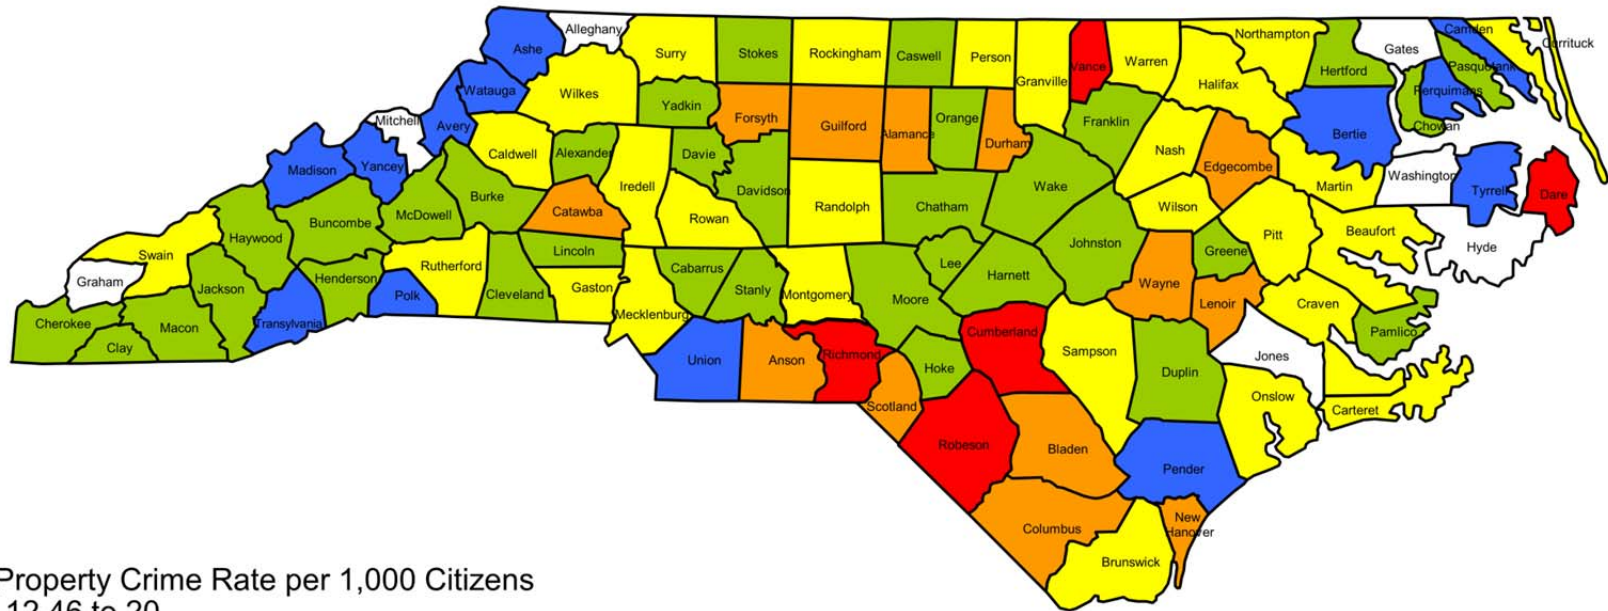 Alleghany
Ashe
Surry
Stokes
Rockingham
Caswell
Person
Granville
Vance
Warren
Northampton
Halifax
Hertford
Gates
Camden
Currituck
Pasquotank
Perquimans
Chowan
Watauga
Wilkes
Yadkin
Forsyth
Guilford
Alamance
Orange
Durham
Franklin
Nash
Edgecombe
Bertie
Mitchell
Avery
Caldwell
Alexander
Iredell
Davie
Davidson
Wake
Martin
Washington
Tyrrell
Dare
Madison
Yancey
McDowell
Burke
Catawba
Rowan
Randolph
Chatham
Wilson
Pitt
Beaufort
Hyde
Swain
Haywood
Buncombe
Rutherford
Lincoln
Cabarrus
Lee
Johnston
Greene
Graham
Jackson
Henderson
Polk
Cleveland
Gaston
Stanly
Montgomery
Moore
Harnett
Wayne
Lenoir
Craven
Pamlico
Cherokee
Clay
Macon
Transylvania
Mecklenburg
Union
Anson
Richmond
Hoke
Cumberland
Sampson
Duplin
Jones
Onslow
Carteret
Scotland
Robeson
Bladen
Pender
Columbus
Brunswick
New
Hanover
Property Crime Rate per 1,000 Citizens
12.46 to 20